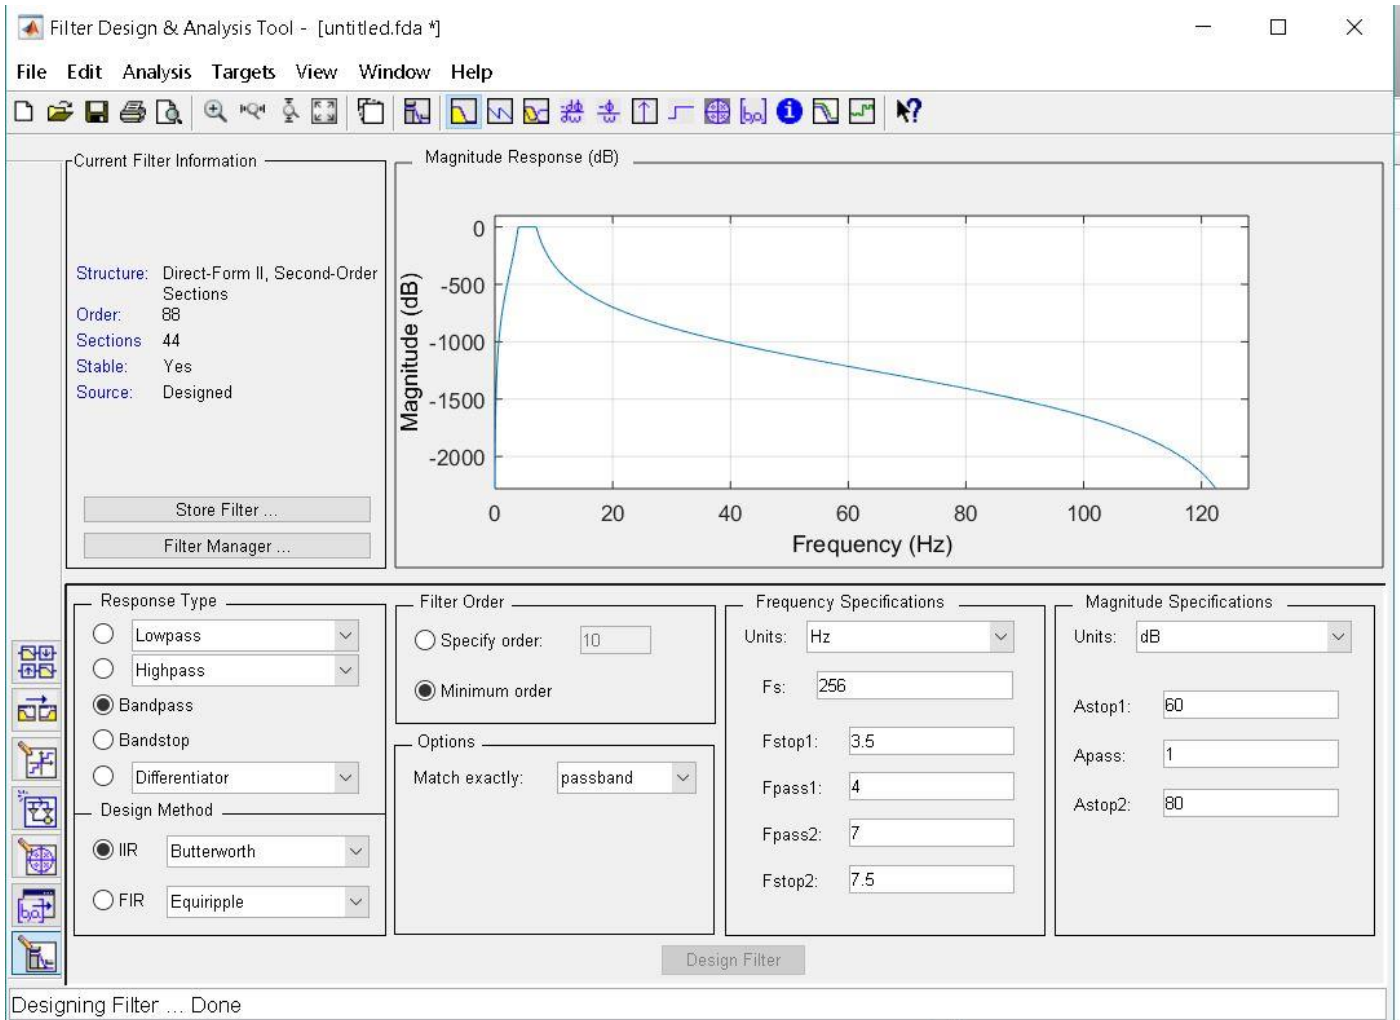 Filter Design & Analysis Tool - [untitled.fda *]
File Edit Analysis Targets View Window Help
Current Filter Information
Structure: Direct-Form II, Second-Order
Sections
Order: 88
Sections 44
Stable: Yes
Source: Designed
Store Filter ...
Filter Manager ...
Magnitude Response (dB)
Magnitude (dB)
0
-500
-1000
-1500
-2000
0 20 40 60 80 100 120
Frequency (Hz)
Response Type
Lowpass
Highpass
Bandpass
Bandstop
Differentiator
Design Method
IIR Butterworth
FIR Equiripple
Filter Order
Specify order: 10
Minimum order
Options
Match exactly: passband
Frequency Specifications
Units: Hz
Fs: 256
Fstop1: 3.5
Fpass1: 4
Fpass2: 7
Fstop2: 7.5
Magnitude Specifications
Units: dB
Astop1: 60
Apass: 1
Astop2: 80
Design Filter
Designing Filter ... Done